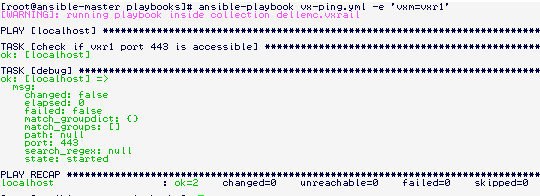 [root@ansible-master playbooks]# ansible-playbook vx-ping.yml -e 'vxm=vxr1'
[WARNING]: running playbook inside collection dellemc.vxrail
PLAY [localhost] ***************************************************************
TASK [check if vxr1 port 443 is accessible] ************************************
ok: [localhost]
TASK [debug] *******************************************************************
ok: [localhost] =>
msg:
changed: false
elapsed: 0
failed: false
match_groupdict: {}
match_groups: []
path: null
port: 443
search_regex: null
state: started
PLAY RECAP *********************************************************************
localhost : ok=2 changed=0 unreachable=0 failed=0 skipped=0